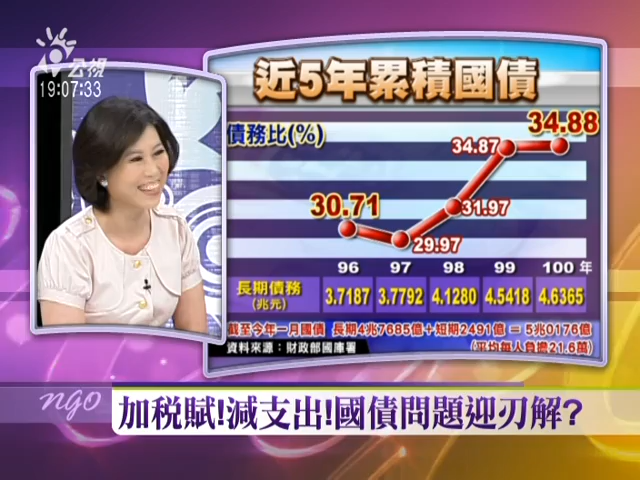 公視
19:07:33
近5年累積國債
債務比(%)
30.71
29.97
31.97
34.87
34.88
96 97 98 99 100 年
長期債務(兆元) 3.7187 3.7792 4.1280 4.5418 4.6365
截至今年一月國債 長期4兆7685億+短期2491億 = 5兆0176億
資料來源:財政部國庫署 (平均每人負擔21.6萬)
ngo
加稅賦!減支出!國債問題迎刃解?